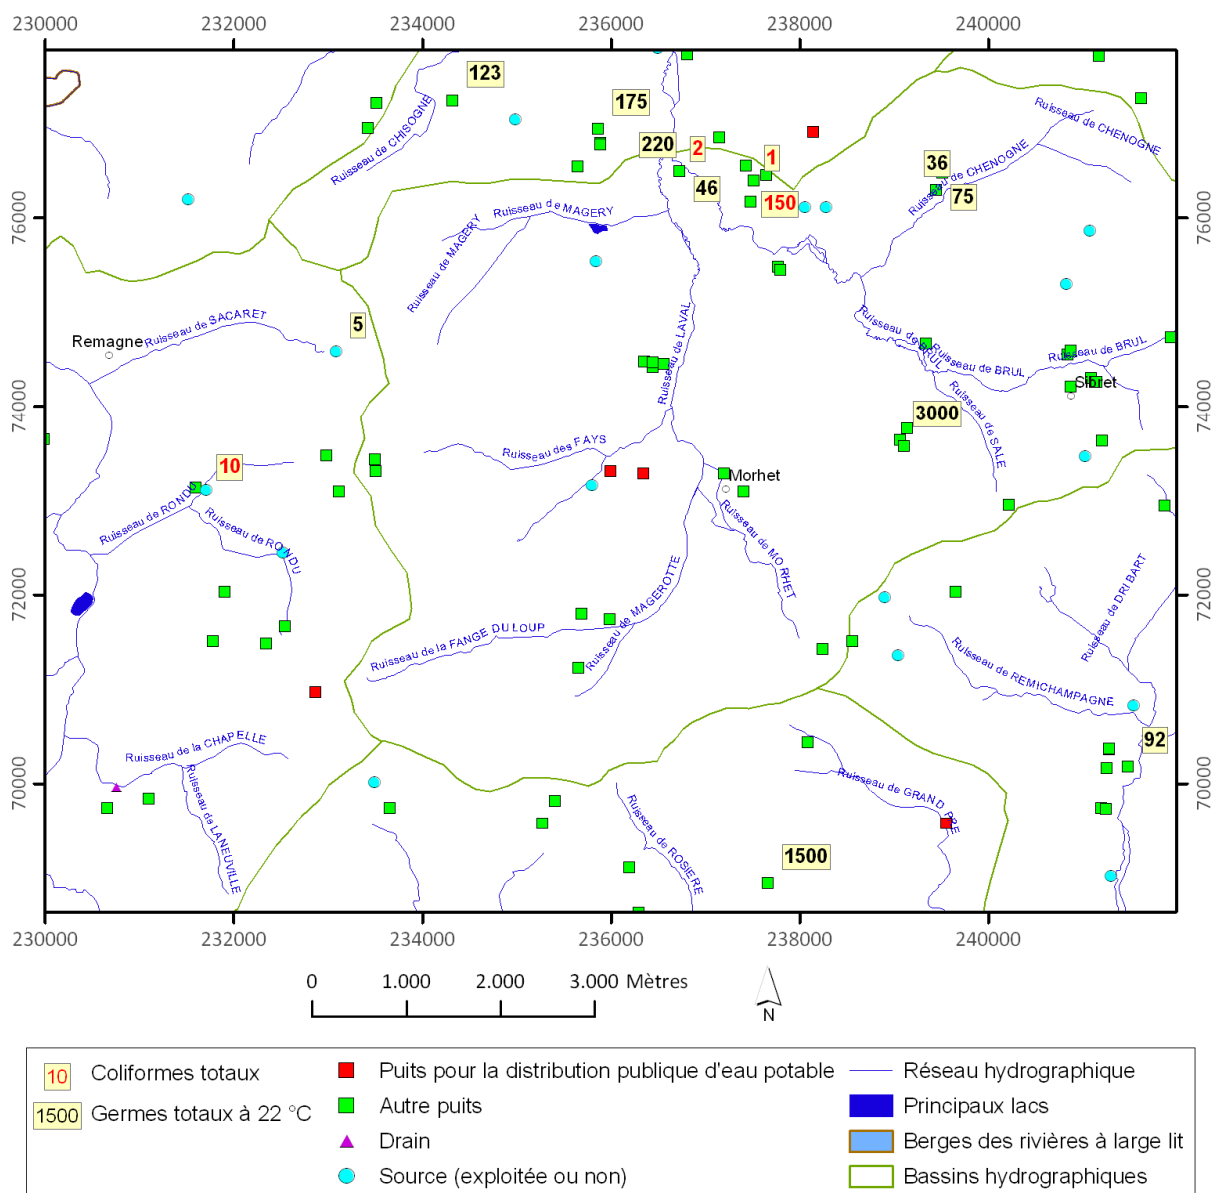 230000 232000 234000 236000 238000 240000
123
175
220
2
1
46
150
36
75
Ruisseau de CHISOGNE
Ruisseau de CHENOGNE
Ruisseau de CHENOGNE
76000
76000
Ruisseau de MAGERY
Ruisseau de MAGERY
5
Ruisseau de SACARET
Remagne
Ruisseau de LAVAL
Ruisseau de BRUL
Ruisseau de BRUL
Ruisseau de BRUL
Sibret
74000
74000
3000
Ruisseau de SALE
Ruisseau des FAYS
10
Morhet
Ruisseau de RONDU
Ruisseau de RONDU
Ruisseau de MORHET
72000
72000
Ruisseau de MAGEROTTE
Ruisseau de la FANGE DU LOUP
Ruisseau de DRIBART
Ruisseau de REMICHAMPAGNE
92
Ruisseau de la CHAPELLE
70000
70000
Ruisseau de LANEUVILLE
Ruisseau de GRAND PRE
Ruisseau de ROSIERE
1500
230000 232000 234000 236000 238000 240000
0 1.000 2.000 3.000 Mètres
N
10 Coliformes totaux
1500 Germes totaux à 22 °C
Puits pour la distribution publique d'eau potable
Autre puits
Drain
Source (exploitée ou non)
Réseau hydrographique
Principaux lacs
Berges des rivières à large lit
Bassins hydrographiques